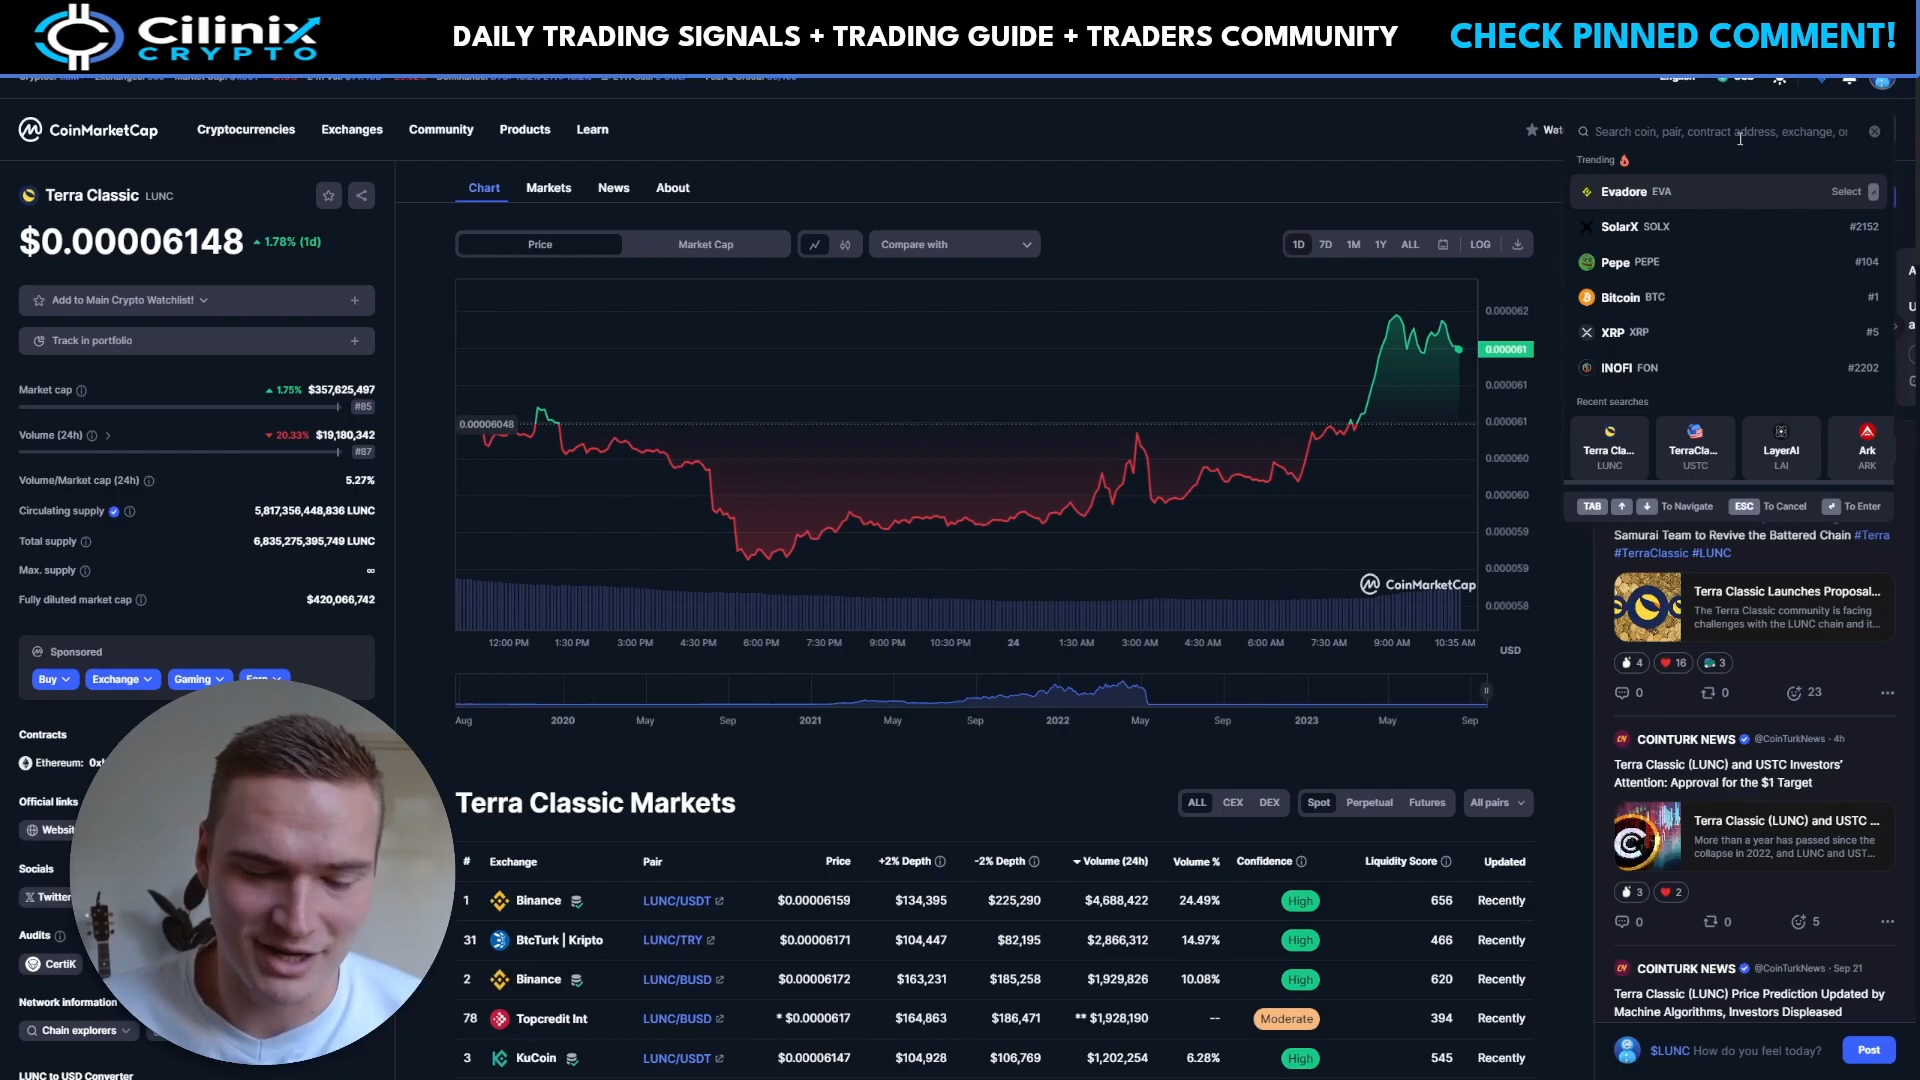 Cilinix
CRYPTO
DAILY TRADING SIGNALS + TRADING GUIDE + TRADERS COMMUNITY
CHECK PINNED COMMENT!
CoinMarketCap
Cryptocurrencies
Exchanges
Community
Products
Learn
Search coin, pair, contract address, exchange, or
Trending
Evadore EVA
Select
SolarX SOLX
#2152
Pepe PEPE
#104
Bitcoin BTC
#1
XRP XRP
#5
INOFI FON
#2202
Recent searches
Terra Cla...
LUNC
TerraCla...
USTC
LayerAI
LAI
Ark
ARK
TAB
To Navigate
ESC To Cancel
To Enter
Terra Classic LUNC
$0.00006148
1.78% (1d)
Add to Main Crypto Watchlist!
Track in portfolio
Market cap
1.75% $357,625,497
#85
Volume (24h)
20.33% $19,180,342
#87
Volume/Market cap (24h)
5.27%
Circulating supply
5,817,356,448,836 LUNC
Total supply
6,835,275,395,749 LUNC
Max. supply
∞
Fully diluted market cap
$420,066,742
Sponsored
Buy
Exchange
Gaming
Contracts
Ethereum:
Official links
Socials
Twitter
Audits
CertiK
Network information
Chain explorers
LUNC to USD Converter
Chart
Markets
News
About
Price
Market Cap
Compare with
1D 7D 1M 1Y ALL
LOG
0.00006048
0.000062
0.000061
0.000061
0.000061
0.000060
0.000060
0.000059
0.000059
0.000058
CoinMarketCap
12:00 PM 1:30 PM 3:00 PM 4:30 PM 6:00 PM 7:30 PM 9:00 PM 10:30 PM 24 1:30 AM 3:00 AM 4:30 AM 6:00 AM 7:30 AM 9:00 AM 10:35 AM
USD
Aug 2020 May Sep 2021 May Sep 2022 May Sep 2023 May Sep
Terra Classic Markets
ALL CEX DEX
Spot Perpetual Futures
All pairs
# Exchange Pair Price +2% Depth -2% Depth Volume (24h) Volume % Confidence Liquidity Score Updated
1 Binance LUNC/USDT $0.00006159 $134,395 $225,290 $4,688,422 24.49% High 656 Recently
31 BtcTurk | Kripto LUNC/TRY $0.00006171 $104,447 $82,195 $2,866,312 14.97% High 466 Recently
2 Binance LUNC/BUSD $0.00006172 $163,231 $185,258 $1,929,826 10.08% High 620 Recently
78 Topcredit Int LUNC/BUSD * $0.0000617 $164,863 $186,471 ** $1,928,190 -- Moderate 394 Recently
3 KuCoin LUNC/USDT $0.00006147 $104,928 $106,769 $1,202,254 6.28% High 545 Recently
Samurai Team to Revive the Battered Chain #Terra
#TerraClassic #LUNC
Terra Classic Launches Proposal...
The Terra Classic community is facing
challenges with the LUNC chain and it...
4 16 3
0 0 23
COINTURK NEWS @CoinTurkNews · 4h
Terra Classic (LUNC) and USTC Investors'
Attention: Approval for the $1 Target
Terra Classic (LUNC) and USTC ...
More than a year has passed since the
collapse in 2022, and LUNC and UST...
3 2
0 0 5
COINTURK NEWS @CoinTurkNews · Sep 21
Terra Classic (LUNC) Price Prediction Updated by
Machine Algorithms, Investors Displeased
$LUNC How do you feel today?
Post